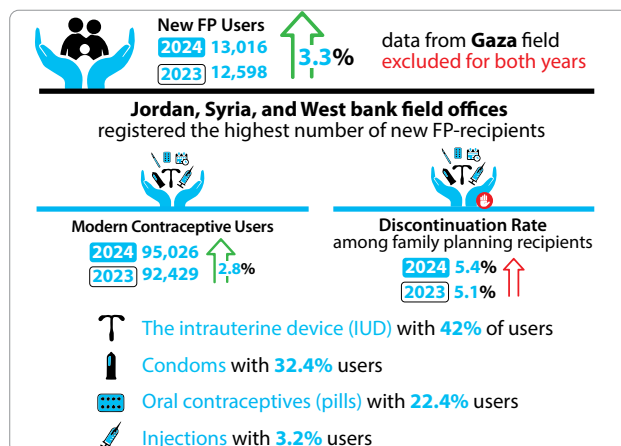 New FP Users
2024 13,016
2023 12,598
3.3%
data from Gaza field
excluded for both years
Jordan, Syria, and West bank field offices
registered the highest number of new FP-recipients
Modern Contraceptive Users
2024 95,026
2023 92,429
2.8%
Discontinuation Rate
among family planning recipients
2024 5.4%
2023 5.1%
The intrauterine device (IUD) with 42% of users
Condoms with 32.4% users
Oral contraceptives (pills) with 22.4% users
Injections with 3.2% users